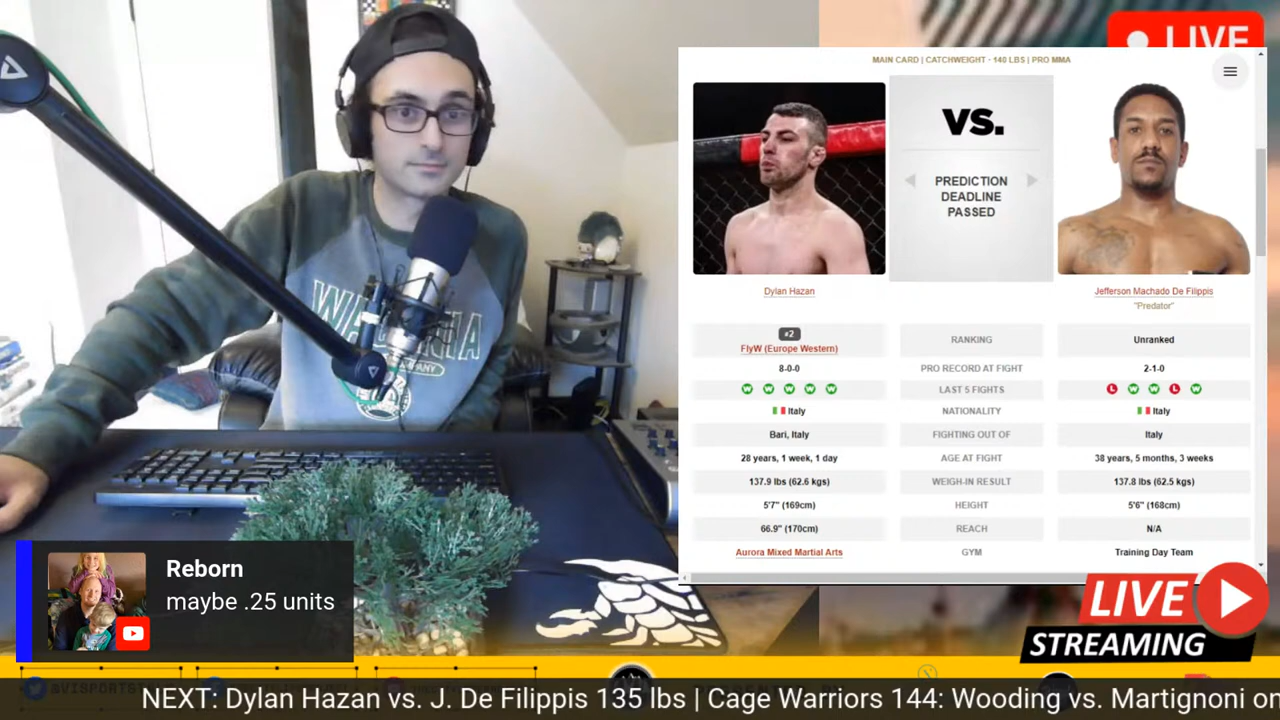 LIVE
MAIN CARD | CATCHWEIGHT · 140 LBS | PRO MMA
VS.
PREDICTION
DEADLINE
PASSED
Dylan Hazan
Jefferson Machado De Filippis
"Predator"
#2
FlyW (Europe Western)
RANKING
Unranked
8-0-0
PRO RECORD AT FIGHT
2-1-0
W W W W W
LAST 5 FIGHTS
L W W L W
Italy
NATIONALITY
Italy
Bari, Italy
FIGHTING OUT OF
Italy
28 years, 1 week, 1 day
AGE AT FIGHT
38 years, 5 months, 3 weeks
137.9 lbs (62.6 kgs)
WEIGH-IN RESULT
137.8 lbs (62.5 kgs)
5'7" (169cm)
HEIGHT
5'6" (168cm)
66.9" (170cm)
REACH
N/A
Aurora Mixed Martial Arts
GYM
Training Day Team
Reborn
maybe .25 units
LIVE
STREAMING
NEXT: Dylan Hazan vs. J. De Filippis 135 lbs | Cage Warriors 144: Wooding vs. Martignoni on